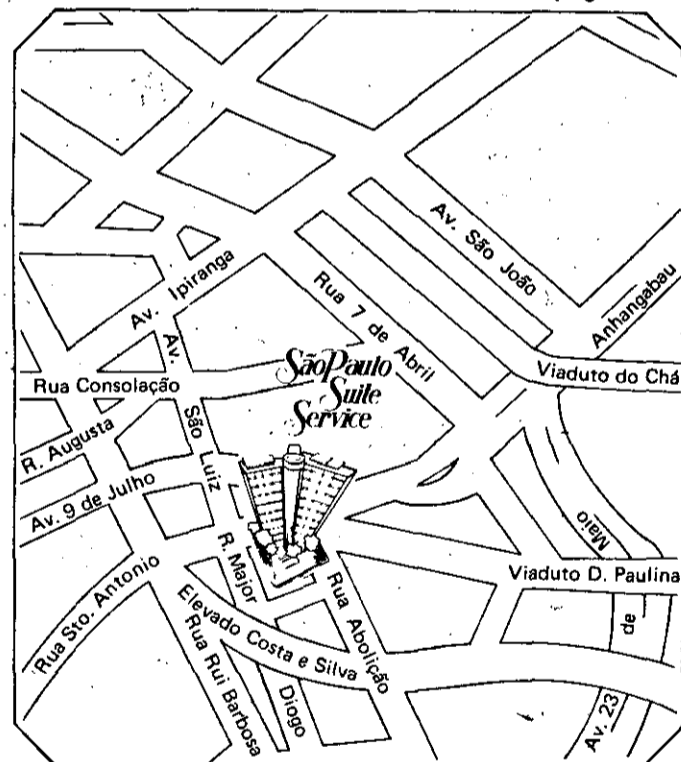 Av. São João
Av. Ipiranga
Rua 7 de Abril
Anhangabau
Av. São Luiz
São Paulo
Suite
Service
Viaduto do Chá
Rua Consolação
R. Augusta
Av. 9 de Julho
R. Major Diogo
Rua Abolição
Viaduto D. Paulina
Rua Sto. Antonio
Elevado Costa e Silva
Rua Rui Barbosa
Av. 23 de Maio